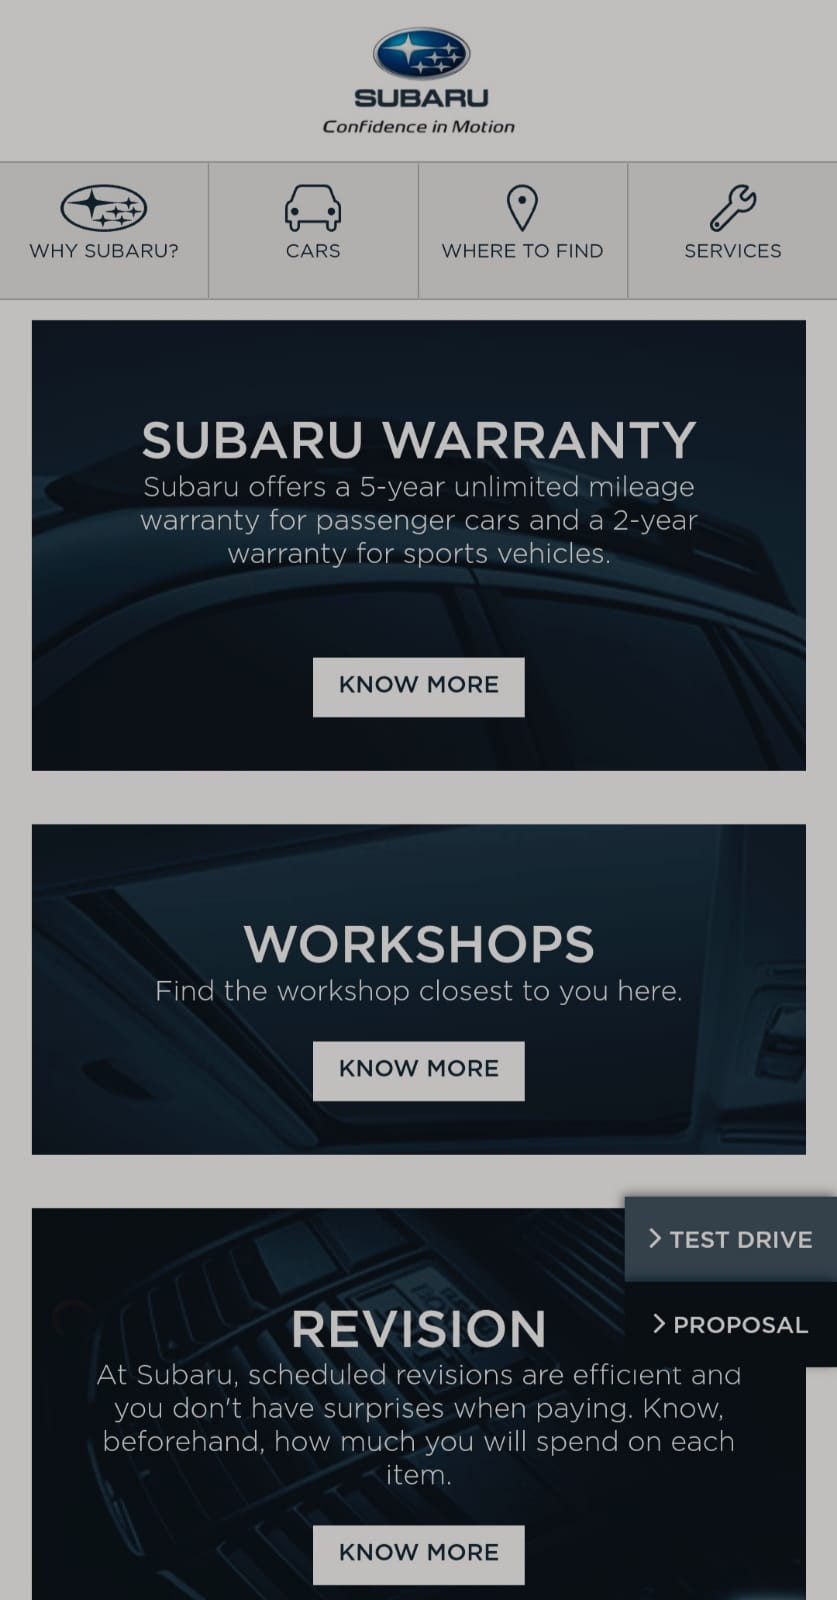 SUBARU
Confidence in Motion
WHY SUBARU?
CARS
WHERE TO FIND
SERVICES
SUBARU WARRANTY
Subaru offers a 5-year unlimited mileage
warranty for passenger cars and a 2-year
warranty for sports vehicles.
KNOW MORE
WORKSHOPS
Find the workshop closest to you here.
KNOW MORE
TEST DRIVE
PROPOSAL
REVISION
At Subaru, scheduled revisions are efficient and
you don't have surprises when paying. Know,
beforehand, how much you will spend on each
item.
KNOW MORE